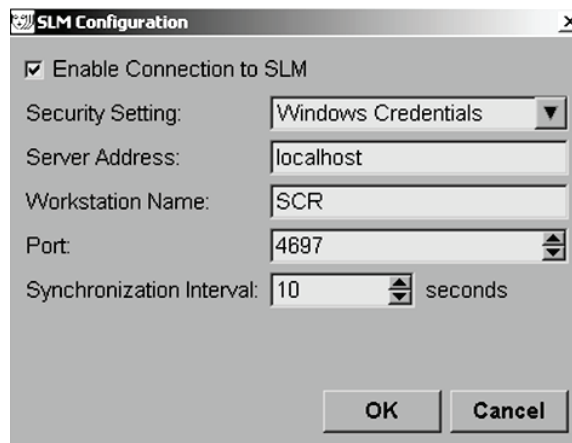 SLM Configuration
Enable Connection to SLM
Security Setting: Windows Credentials
Server Address: localhost
Workstation Name: SCR
Port: 4697
Synchronization Interval: 10 seconds
OK Cancel